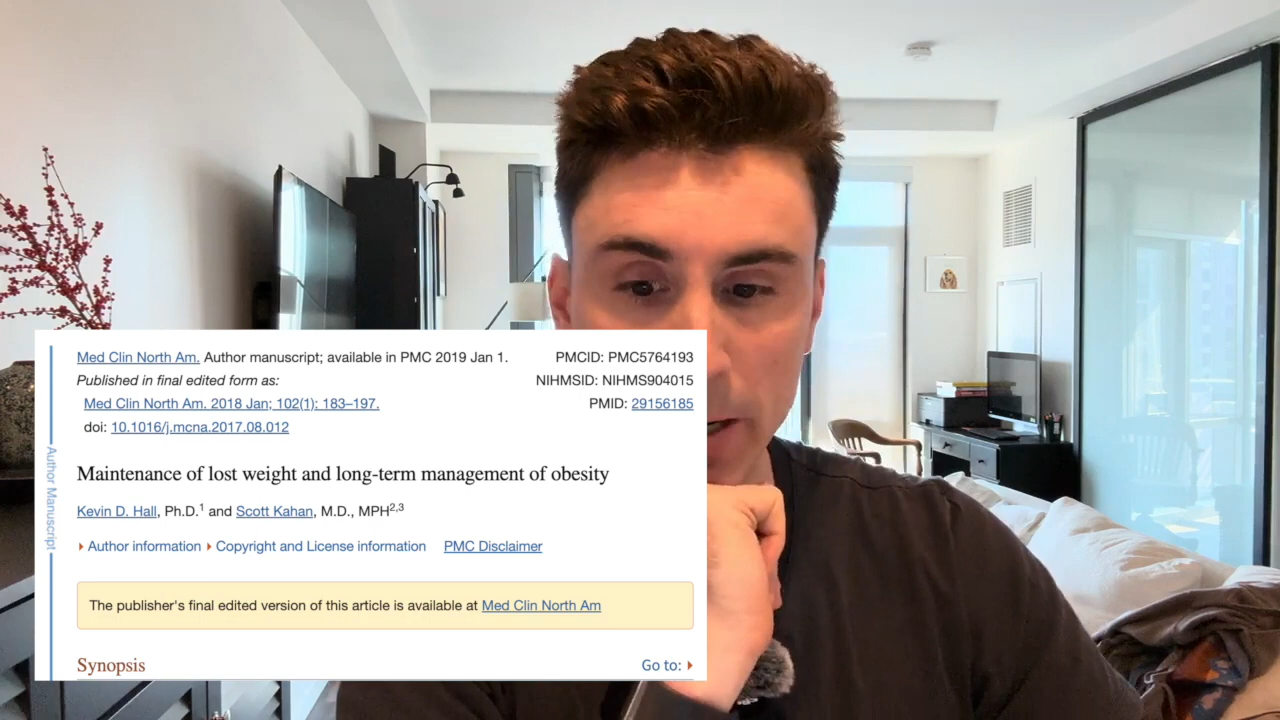 Med Clin North Am. Author manuscript; available in PMC 2019 Jan 1.
Published in final edited form as:
Med Clin North Am. 2018 Jan; 102(1): 183–197.
doi: 10.1016/j.mcna.2017.08.012
PMCID: PMC5764193
NIHMSID: NIHMS904015
PMID: 29156185
Author Manuscript
Maintenance of lost weight and long-term management of obesity
Kevin D. Hall, Ph.D.1 and Scott Kahan, M.D., MPH2,3
Author information Copyright and License information PMC Disclaimer
The publisher's final edited version of this article is available at Med Clin North Am
Synopsis
Go to: